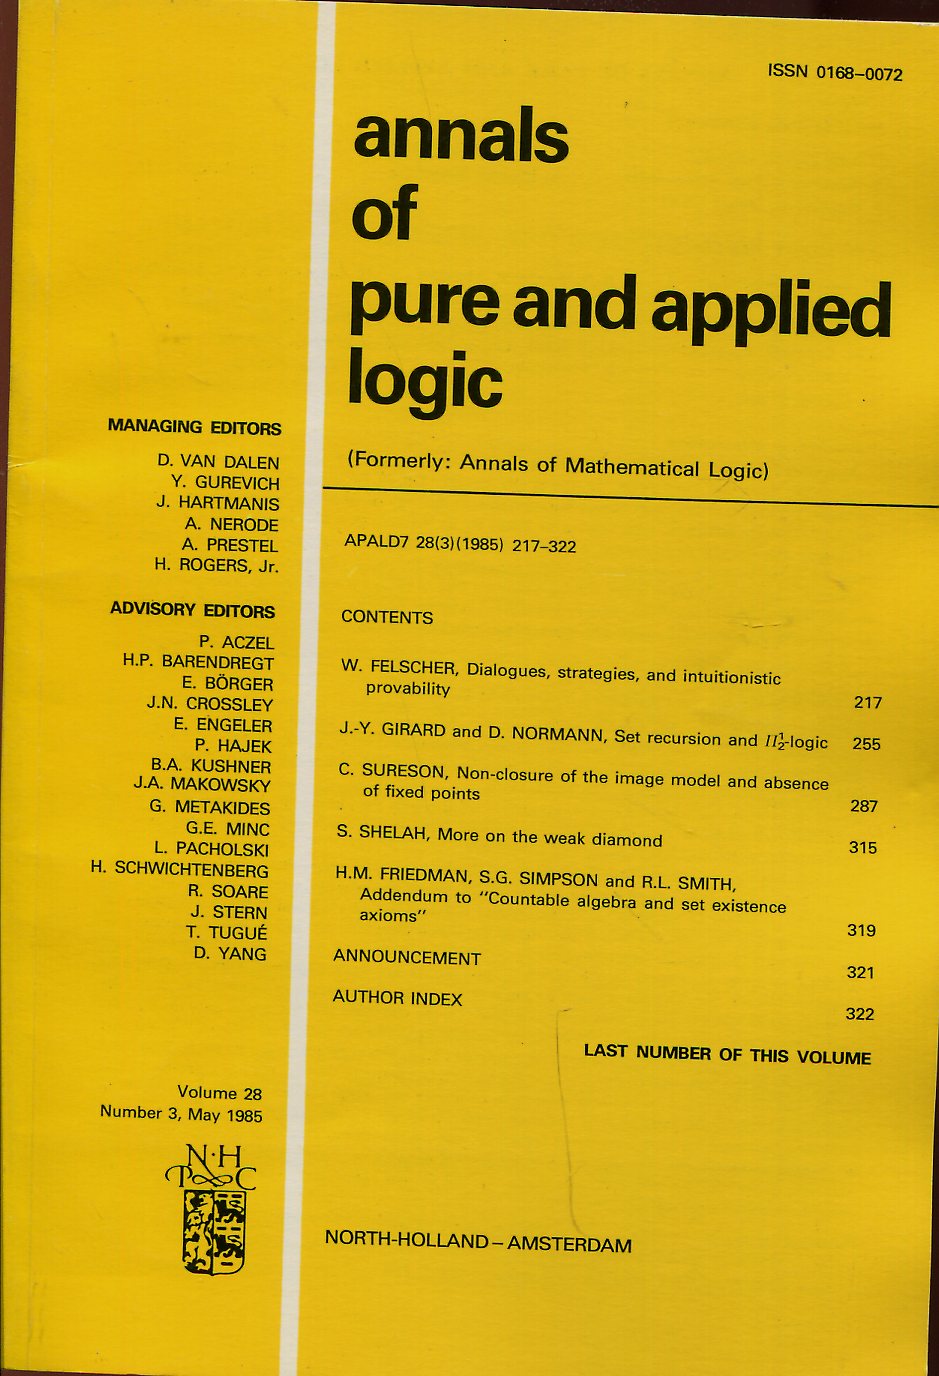 ISSN 0168–0072
annals
of
pure and applied
logic
(Formerly: Annals of Mathematical Logic)
MANAGING EDITORS
D. VAN DALEN
Y. GUREVICH
J. HARTMANIS
A. NERODE
A. PRESTEL
H. ROGERS, Jr.
ADVISORY EDITORS
P. ACZEL
H.P. BARENDREGT
E. BÖRGER
J.N. CROSSLEY
E. ENGELER
P. HAJEK
B.A. KUSHNER
J.A. MAKOWSKY
G. METAKIDES
G.E. MINC
L. PACHOLSKI
H. SCHWICHTENBERG
R. SOARE
J. STERN
T. TUGUÉ
D. YANG
Volume 28
Number 3, May 1985
N·H
P C
APALD7 28(3)(1985) 217–322
CONTENTS
W. FELSCHER, Dialogues, strategies, and intuitionistic
provability 217
J.-Y. GIRARD and D. NORMANN, Set recursion and Π½-logic 255
C. SURESON, Non-closure of the image model and absence
of fixed points 287
S. SHELAH, More on the weak diamond 315
H.M. FRIEDMAN, S.G. SIMPSON and R.L. SMITH,
Addendum to "Countable algebra and set existence
axioms" 319
ANNOUNCEMENT 321
AUTHOR INDEX 322
LAST NUMBER OF THIS VOLUME
NORTH-HOLLAND – AMSTERDAM